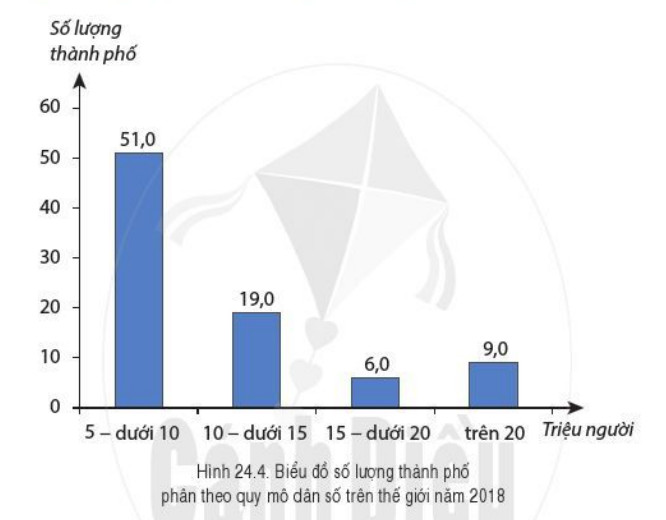 Số lượng
thành phố
60
50
40
30
20
10
0
51,0
19,0
6,0
9,0
5 – dưới 10
10 – dưới 15
15 – dưới 20
trên 20
Triệu người
Cánh Diều
Hình 24.4. Biểu đồ số lượng thành phố
phân theo quy mô dân số trên thế giới năm 2018